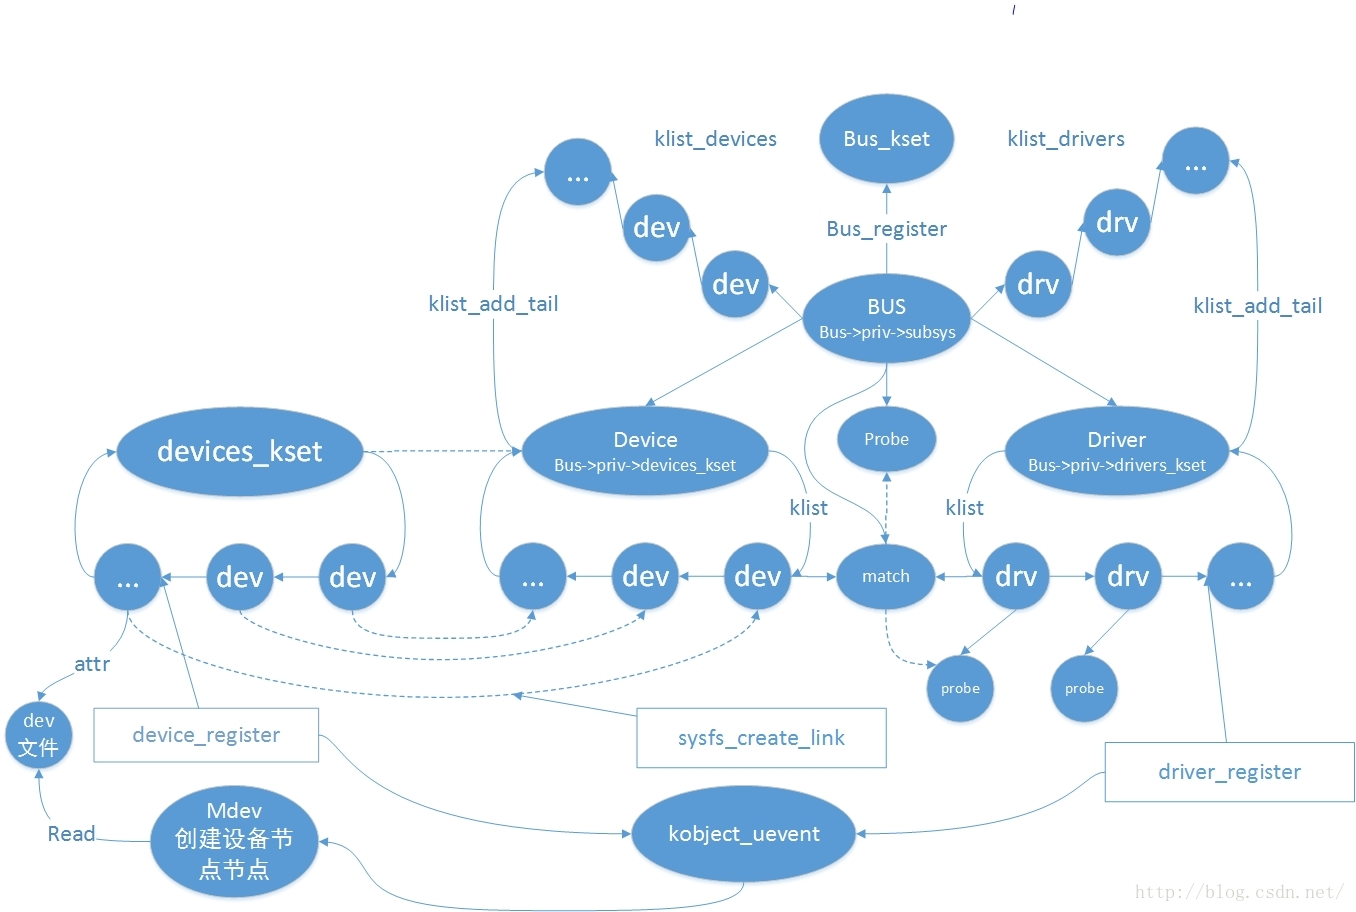 klist_devices
Bus_kset
klist_drivers
...
...
dev
drv
Bus_register
dev
drv
BUS
Bus->priv->subsys
klist_add_tail
klist_add_tail
devices_kset
Device
Bus->priv->devices_kset
Probe
Driver
Bus->priv->drivers_kset
klist
klist
...
dev
dev
...
dev
dev
match
drv
drv
...
attr
probe
probe
dev
文件
device_register
sysfs_create_link
driver_register
Mdev
创建设备节
点节点
Read
kobject_uevent
http://blog.csdn.net/